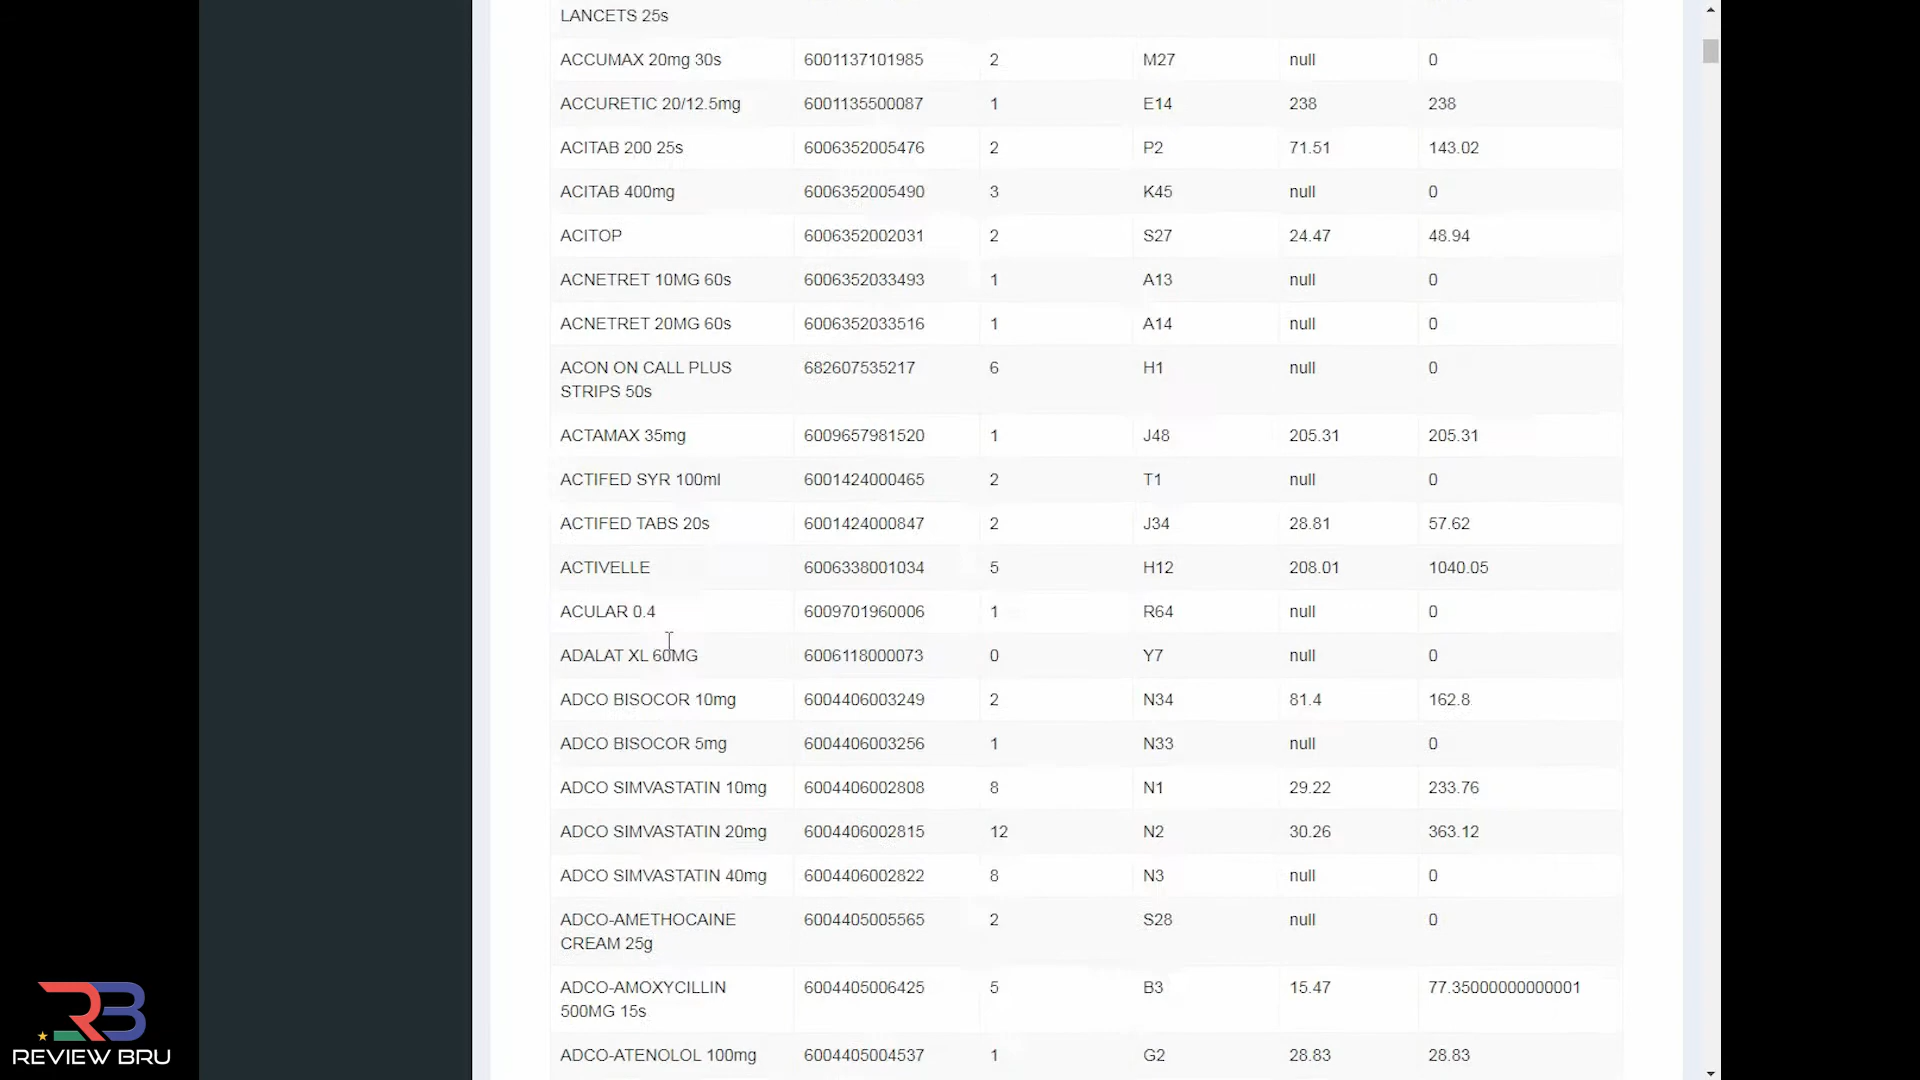 LANCETS 25s
ACCUMAX 20mg 30s 6001137101985 2 M27 null 0
ACCURETIC 20/12.5mg 6001135500087 1 E14 238 238
ACITAB 200 25s 6006352005476 2 P2 71.51 143.02
ACITAB 400mg 6006352005490 3 K45 null 0
ACITOP 6006352002031 2 S27 24.47 48.94
ACNETRET 10MG 60s 6006352033493 1 A13 null 0
ACNETRET 20MG 60s 6006352033516 1 A14 null 0
ACON ON CALL PLUS 682607535217 6 H1 null 0
STRIPS 50s
ACTAMAX 35mg 6009657981520 1 J48 205.31 205.31
ACTIFED SYR 100ml 6001424000465 2 T1 null 0
ACTIFED TABS 20s 6001424000847 2 J34 28.81 57.62
ACTIVELLE 6006338001034 5 H12 208.01 1040.05
ACULAR 0.4 6009701960006 1 R64 null 0
ADALAT XL 60MG 6006118000073 0 Y7 null 0
ADCO BISOCOR 10mg 6004406003249 2 N34 81.4 162.8
ADCO BISOCOR 5mg 6004406003256 1 N33 null 0
ADCO SIMVASTATIN 10mg 6004406002808 8 N1 29.22 233.76
ADCO SIMVASTATIN 20mg 6004406002815 12 N2 30.26 363.12
ADCO SIMVASTATIN 40mg 6004406002822 8 N3 null 0
ADCO-AMETHOCAINE 6004405005565 2 S28 null 0
CREAM 25g
ADCO-AMOXYCILLIN 6004405006425 5 B3 15.47 77.35000000000001
500MG 15s
ADCO-ATENOLOL 100mg 6004405004537 1 G2 28.83 28.83
RB
REVIEW BRU